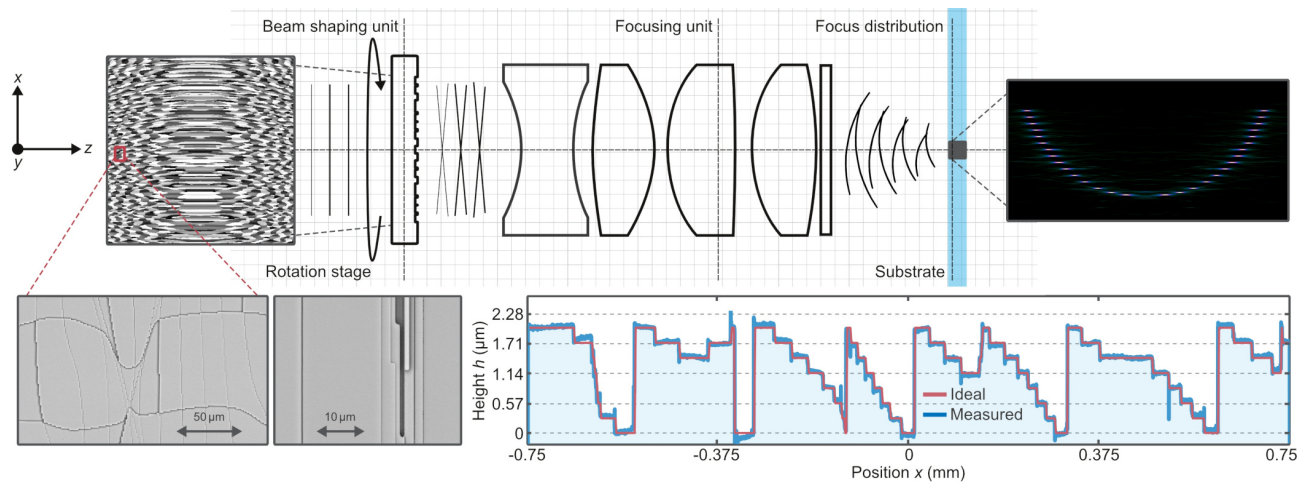 Beam shaping unit
Focusing unit
Focus distribution
x
z
y
Rotation stage
Substrate
50 µm
10 µm
Height h (µm)
2.28
1.71
1.14
0.57
0
Ideal
Measured
-0.75
-0.375
0
0.375
0.75
Position x (mm)